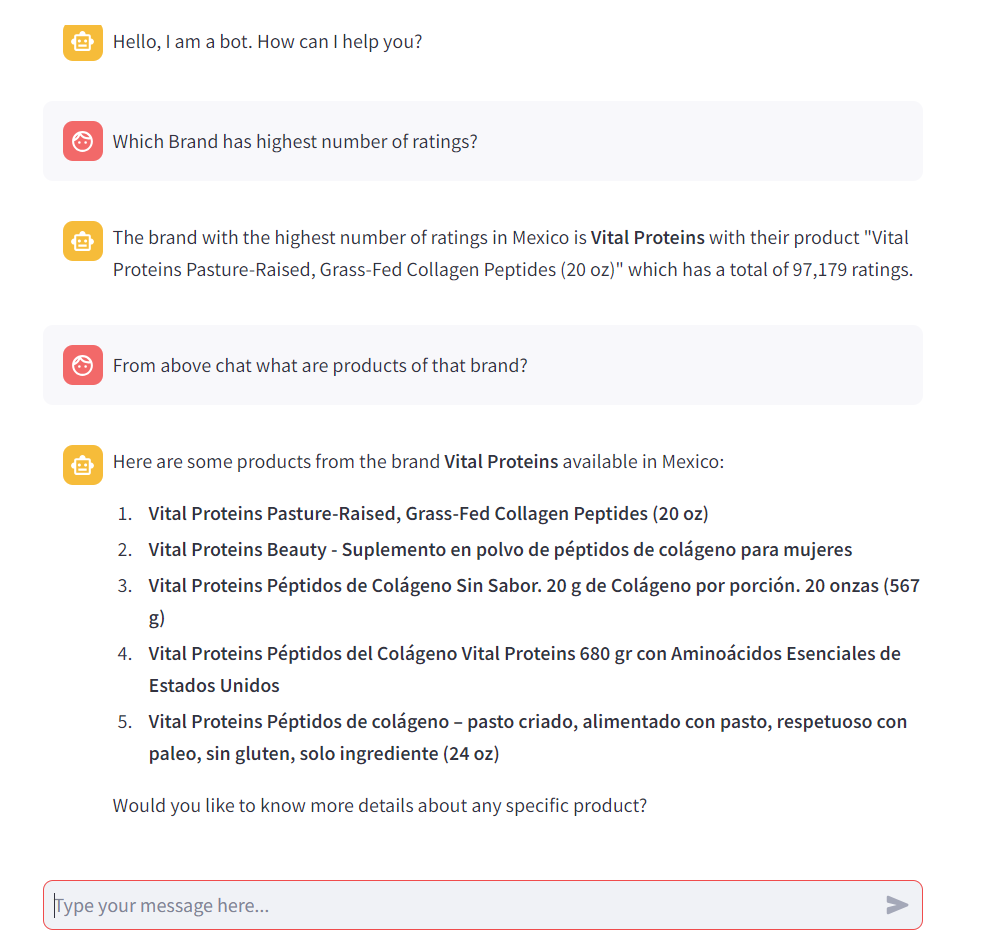 Hello, I am a bot. How can I help you?
Which Brand has highest number of ratings?
The brand with the highest number of ratings in Mexico is Vital Proteins with their product "Vital
Proteins Pasture-Raised, Grass-Fed Collagen Peptides (20 oz)" which has a total of 97,179 ratings.
From above chat what are products of that brand?
Here are some products from the brand Vital Proteins available in Mexico:
1. Vital Proteins Pasture-Raised, Grass-Fed Collagen Peptides (20 oz)
2. Vital Proteins Beauty - Suplemento en polvo de péptidos de colágeno para mujeres
3. Vital Proteins Péptidos de Colágeno Sin Sabor. 20 g de Colágeno por porción. 20 onzas (567
g)
4. Vital Proteins Péptidos del Colágeno Vital Proteins 680 gr con Aminoácidos Esenciales de
Estados Unidos
5. Vital Proteins Péptidos de colágeno – pasto criado, alimentado con pasto, respetuoso con
paleo, sin gluten, solo ingrediente (24 oz)
Would you like to know more details about any specific product?
Type your message here...